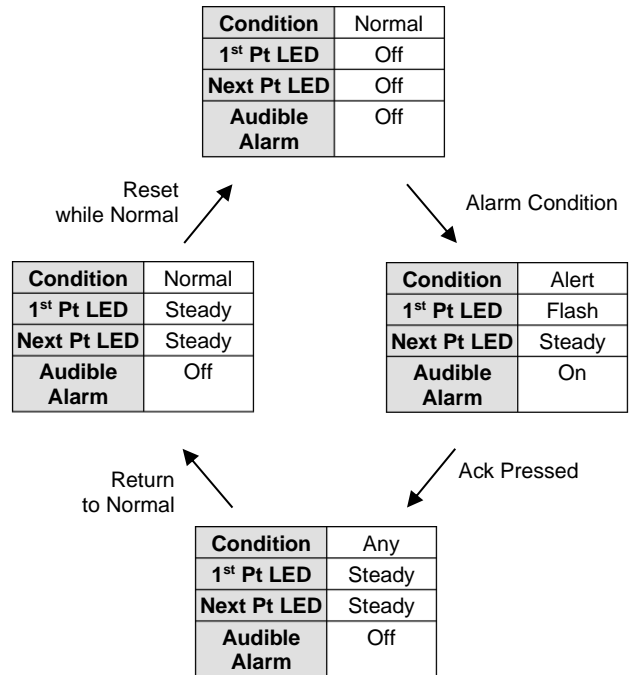 Condition Normal
1st Pt LED Off
Next Pt LED Off
Audible Alarm Off
Reset
while Normal
Alarm Condition
Condition Normal
1st Pt LED Steady
Next Pt LED Steady
Audible Alarm Off
Condition Alert
1st Pt LED Flash
Next Pt LED Steady
Audible Alarm On
Return
to Normal
Ack Pressed
Condition Any
1st Pt LED Steady
Next Pt LED Steady
Audible Alarm Off